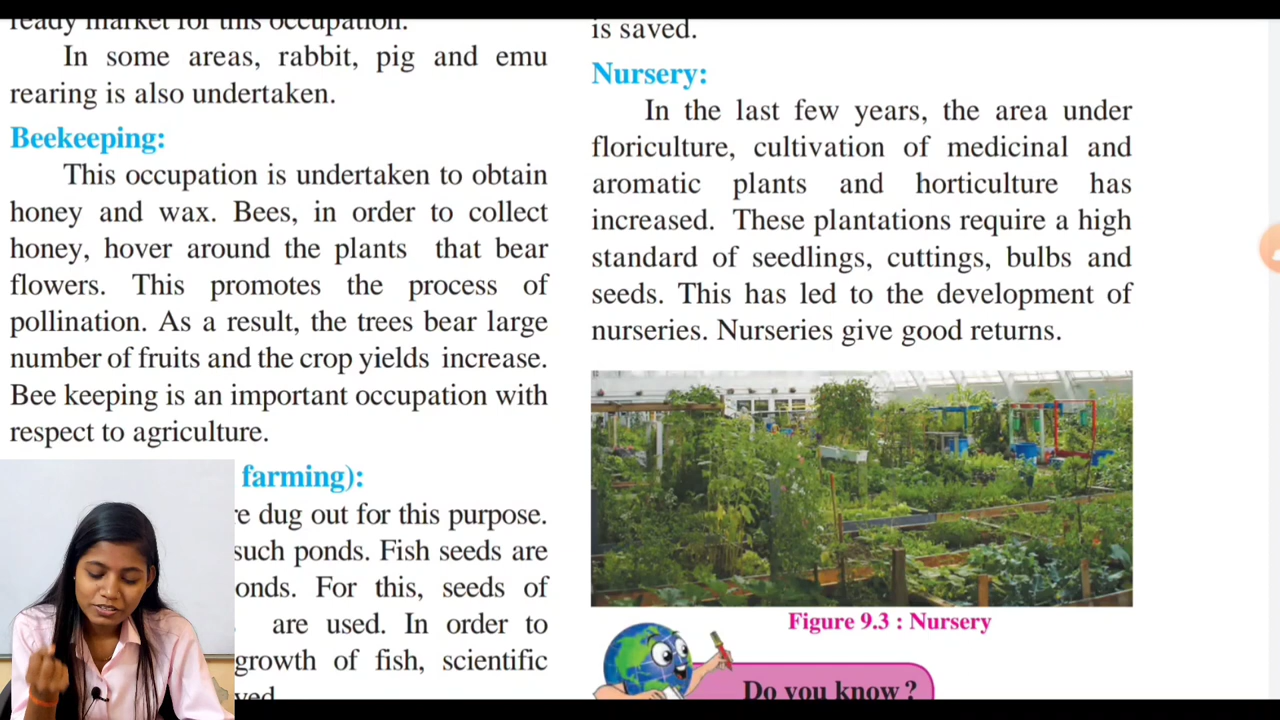 ready market for this occupation.
In some areas, rabbit, pig and emu
rearing is also undertaken.
Beekeeping:
This occupation is undertaken to obtain
honey and wax. Bees, in order to collect
honey, hover around the plants that bear
flowers. This promotes the process of
pollination. As a result, the trees bear large
number of fruits and the crop yields increase.
Bee keeping is an important occupation with
respect to agriculture.
farming):
dug out for this purpose.
such ponds. Fish seeds are
For this, seeds of
are used. In order to
growth of fish, scientific
is saved.
Nursery:
In the last few years, the area under
floriculture, cultivation of medicinal and
aromatic plants and horticulture has
increased. These plantations require a high
standard of seedlings, cuttings, bulbs and
seeds. This has led to the development of
nurseries. Nurseries give good returns.
Figure 9.3 : Nursery
Do you know ?